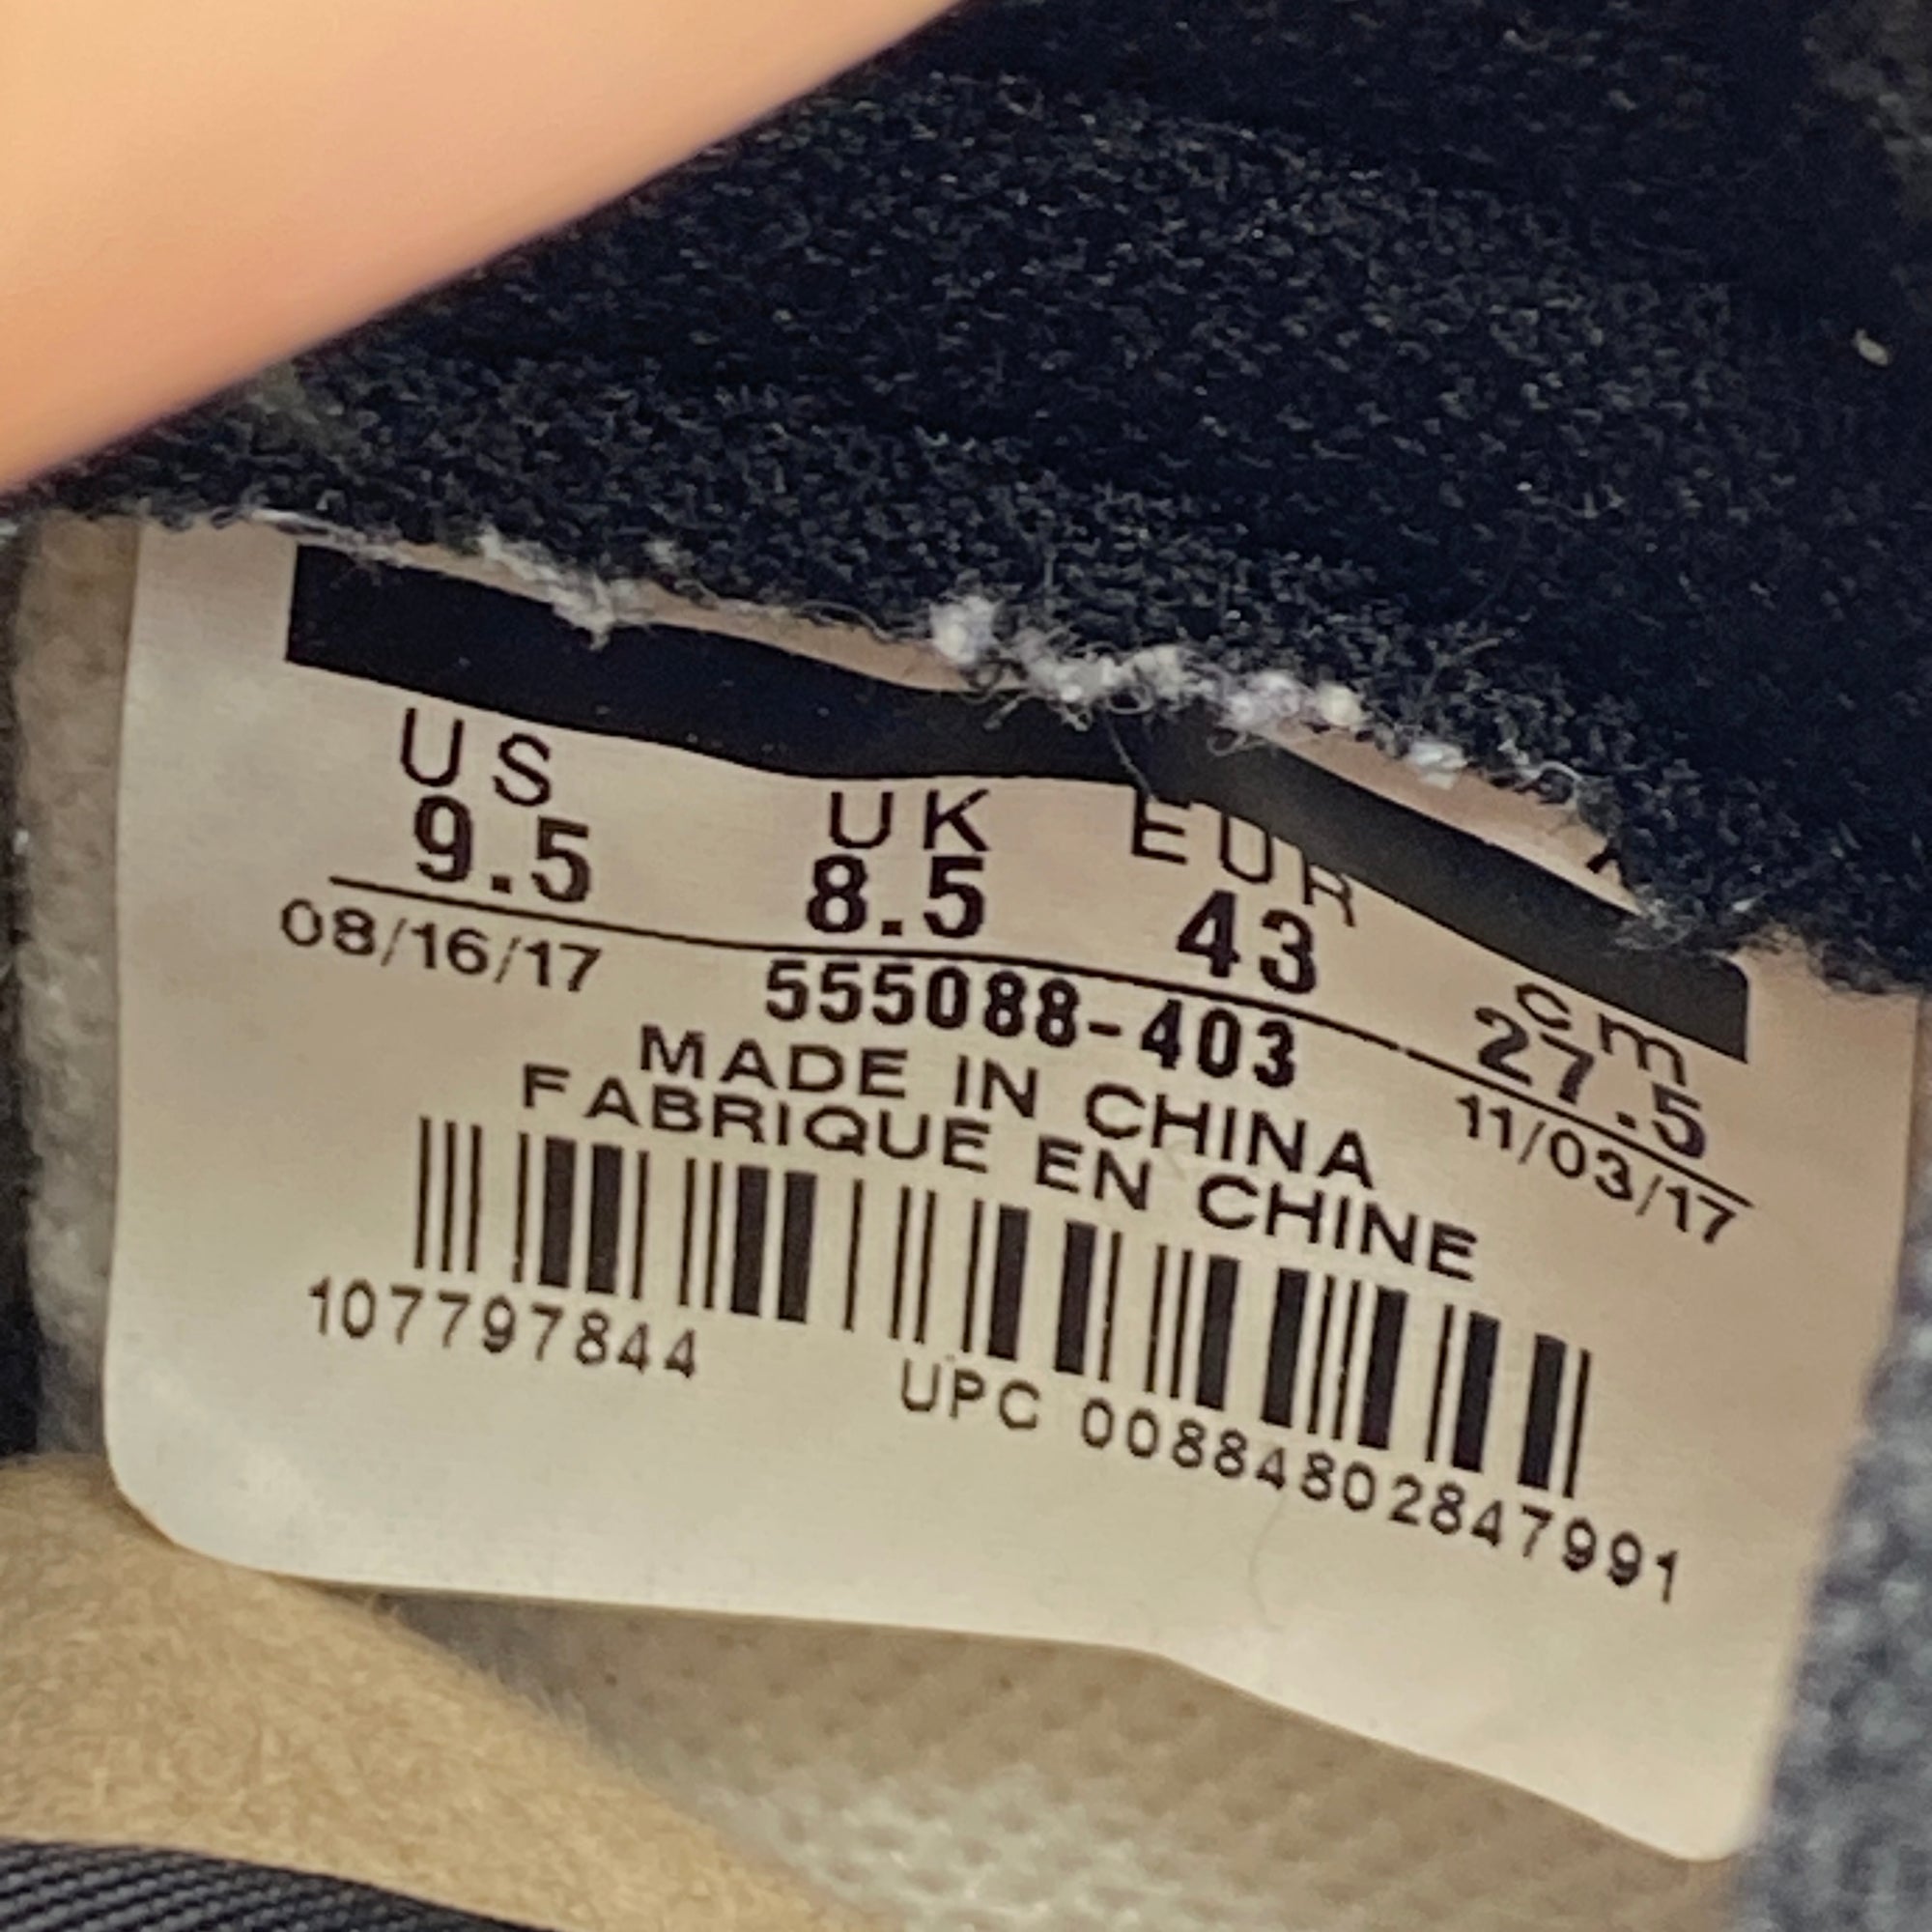 US UK EUR cm
9.5 8.5 43 27.5
08/16/17 555088-403 11/03/17
MADE IN CHINA
FABRIQUE EN CHINE
107797844 UPC 00884802847991